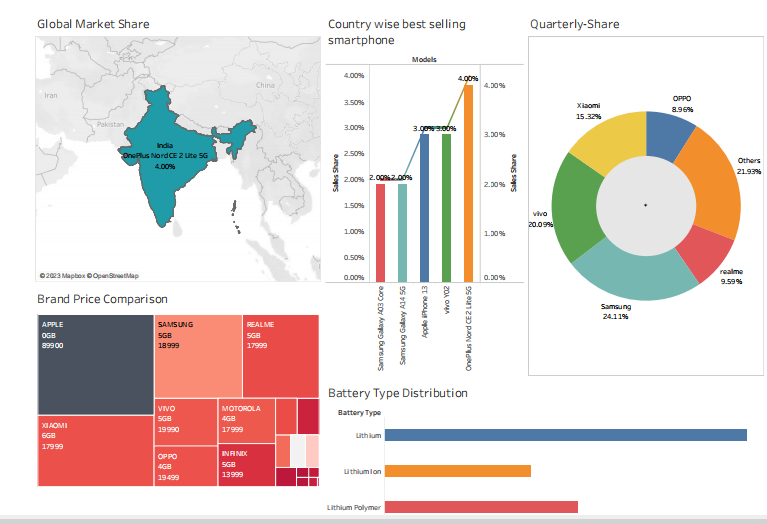 Global Market Share
Iran
Pakistan
China
India
OnePlus Nord CE 2 Lite 5G
4.00%
© 2023 Mapbox © OpenStreetMap
Country wise best selling
smartphone
Models
Sales Share
4.00%
3.50%
3.00%
2.50%
2.00%
1.50%
1.00%
0.50%
0.00%
2.00%
2.00%
3.00%
3.00%
4.00%
4.00%
3.00%
2.00%
1.00%
0.00%
Sales Share
Samsung Galaxy A03 Core
Samsung Galaxy A14 5G
Apple iPhone 13
vivo Y02
OnePlus Nord CE 2 Lite 5G
Quarterly-Share
OPPO
8.96%
Others
21.93%
realme
9.59%
Samsung
24.11%
vivo
20.09%
Xiaomi
15.32%
Brand Price Comparison
APPLE
0GB
89900
XIAOMI
6GB
17999
SAMSUNG
5GB
18999
REALME
5GB
17999
VIVO
5GB
19990
OPPO
4GB
19499
MOTOROLA
4GB
17999
INFINIX
5GB
13999
Battery Type Distribution
Battery Type
Lithium
Lithium Ion
Lithium Polymer